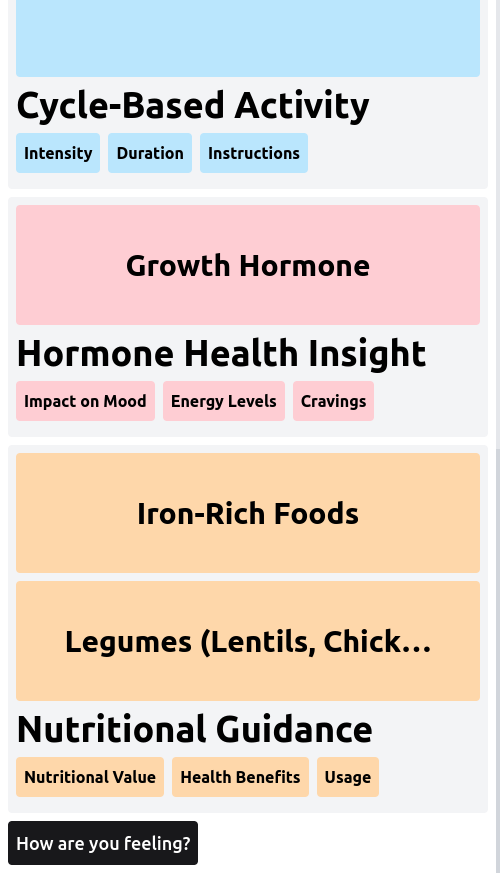 Cycle-Based Activity
Intensity Duration Instructions
Growth Hormone
Hormone Health Insight
Impact on Mood Energy Levels Cravings
Iron-Rich Foods
Legumes (Lentils, Chick...
Nutritional Guidance
Nutritional Value Health Benefits Usage
How are you feeling?